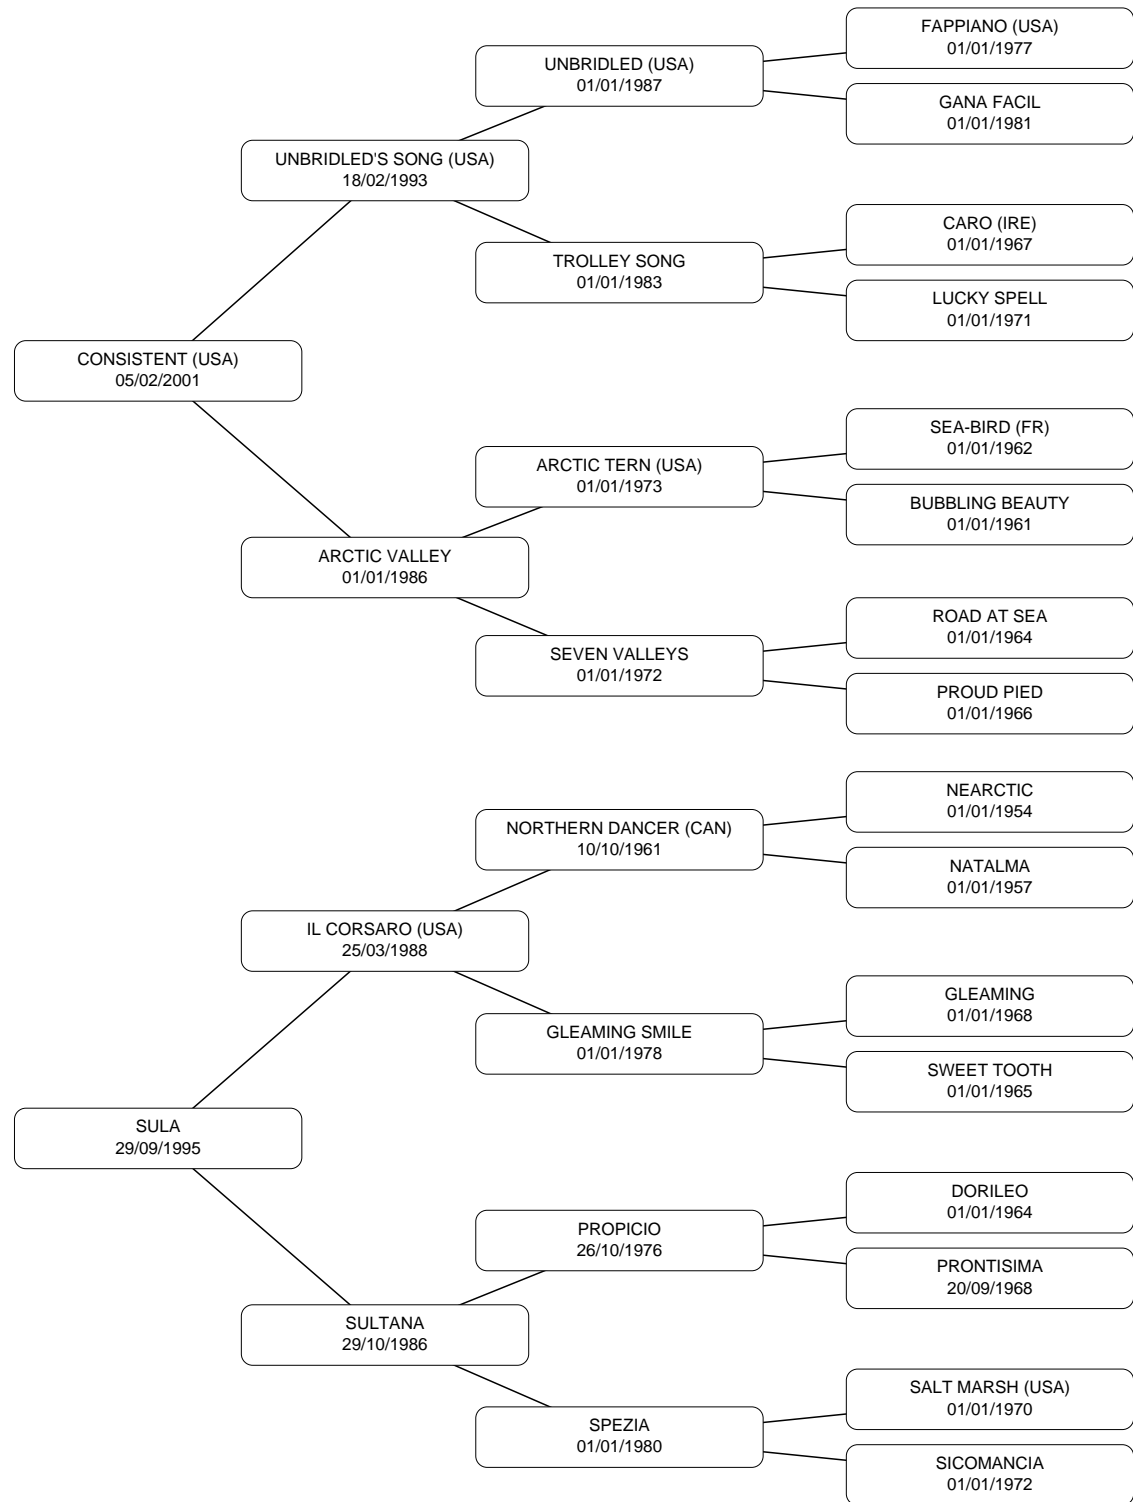 FAPPIANO (USA)
01/01/1977
UNBRIDLED (USA)
01/01/1987
GANA FACIL
01/01/1981
UNBRIDLED'S SONG (USA)
18/02/1993
CARO (IRE)
01/01/1967
TROLLEY SONG
01/01/1983
LUCKY SPELL
01/01/1971
CONSISTENT (USA)
05/02/2001
SEA-BIRD (FR)
01/01/1962
ARCTIC TERN (USA)
01/01/1973
BUBBLING BEAUTY
01/01/1961
ARCTIC VALLEY
01/01/1986
ROAD AT SEA
01/01/1964
SEVEN VALLEYS
01/01/1972
PROUD PIED
01/01/1966
NEARCTIC
01/01/1954
NORTHERN DANCER (CAN)
10/10/1961
NATALMA
01/01/1957
IL CORSARO (USA)
25/03/1988
GLEAMING
01/01/1968
GLEAMING SMILE
01/01/1978
SWEET TOOTH
01/01/1965
SULA
29/09/1995
DORILEO
01/01/1964
PROPICIO
26/10/1976
PRONTISIMA
20/09/1968
SULTANA
29/10/1986
SALT MARSH (USA)
01/01/1970
SPEZIA
01/01/1980
SICOMANCIA
01/01/1972